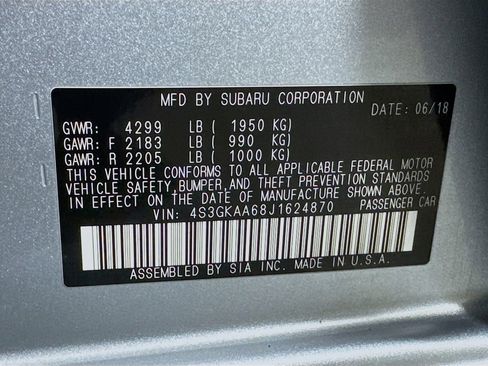 MFD BY SUBARU CORPORATION
DATE: 06/18
GVWR: 4299 LB ( 1950 KG)
GAWR: F 2183 LB ( 990 KG)
GAWR: R 2205 LB ( 1000 KG)
THIS VEHICLE CONFORMS TO ALL APPLICABLE FEDERAL MOTOR
VEHICLE SAFETY, BUMPER, AND THEFT PREVENTION STANDARDS
IN EFFECT ON THE DATE OF MANUFACTURE SHOWN ABOVE.
VIN: 4S3GKAA68J1624870 PASSENGER CAR
ASSEMBLED BY SIA INC. MADE IN U.S.A.